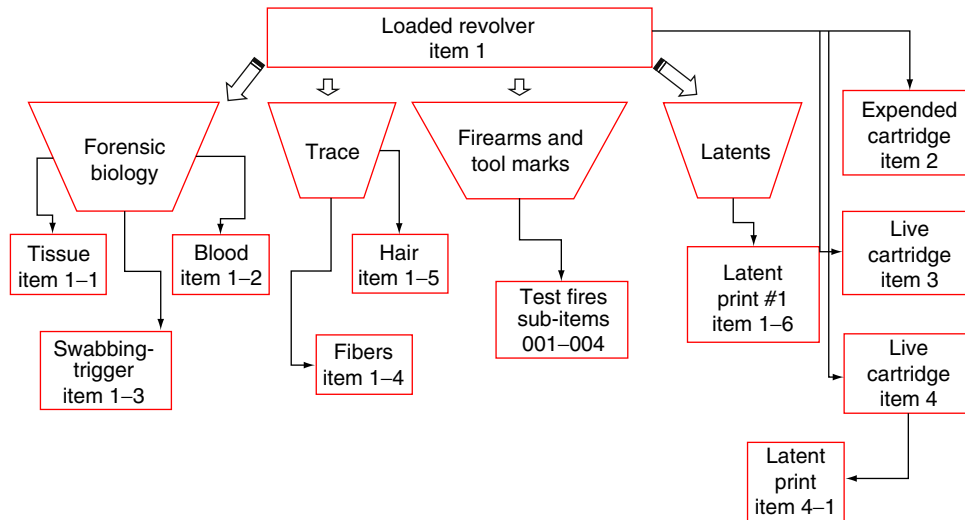 Loaded revolver
item 1
Forensic
biology
Trace
Firearms and
tool marks
Latents
Expended
cartridge
item 2
Tissue
item 1–1
Blood
item 1–2
Hair
item 1–5
Latent
print #1
item 1–6
Live
cartridge
item 3
Test fires
sub-items
001–004
Swabbing-
trigger
item 1–3
Fibers
item 1–4
Live
cartridge
item 4
Latent
print
item 4–1